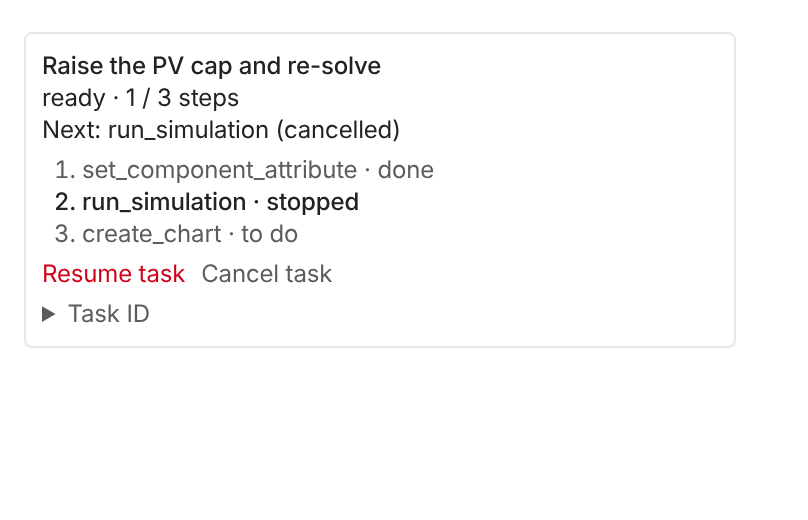 Raise the PV cap and re-solve
ready · 1 / 3 steps
Next: run_simulation (cancelled)
1. set_component_attribute · done
2. run_simulation · stopped
3. create_chart · to do
Resume task Cancel task
▶ Task ID